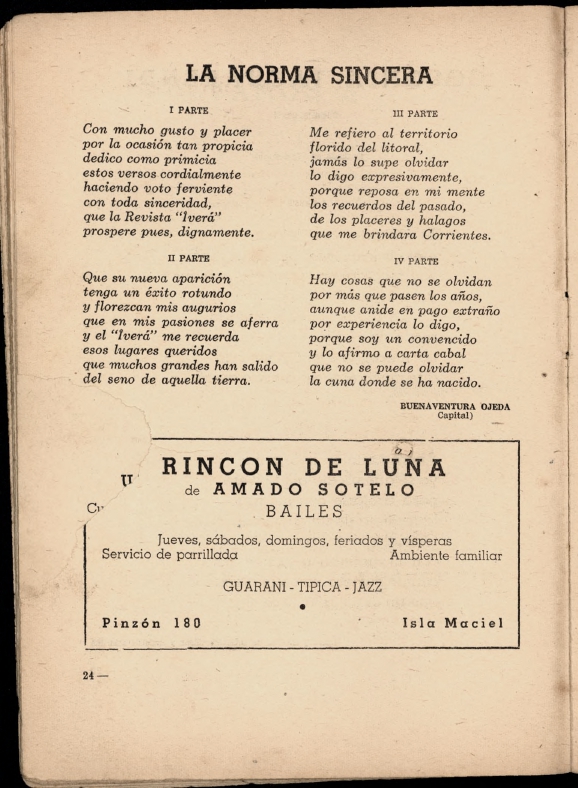 LA NORMA SINCERA
I PARTE
Con mucho gusto y placer
por la ocasión tan propicia
dedico como primicia
estos versos cordialmente
haciendo voto ferviente
con toda sinceridad,
que la Revista "Iverá"
prospere pues, dignamente.
II PARTE
Que su nueva aparición
tenga un éxito rotundo
y florezcan mis augurios
que en mis pasiones se aferra
y el "Iverá" me recuerda
esos lugares queridos
que muchos grandes han salido
del seno de aquella tierra.
III PARTE
Me refiero al territorio
florido del litoral,
jamás lo supe olvidar
lo digo expresivamente,
porque reposa en mi mente
los recuerdos del pasado,
de los placeres y halagos
que me brindara Corrientes.
IV PARTE
Hay cosas que no se olvidan
por más que pasen los años,
aunque anide en pago extraño
por experiencia lo digo,
porque soy un convencido
y lo afirmo a carta cabal
que no se puede olvidar
la cuna donde se ha nacido.
BUENAVENTURA OJEDA
Capital)
RINCON DE LUNA
de AMADO SOTELO
BAILES
Jueves, sábados, domingos, feriados y vísperas
Servicio de parrillada Ambiente familiar
GUARANI - TIPICA - JAZZ
Pinzón 180 Isla Maciel
24 —